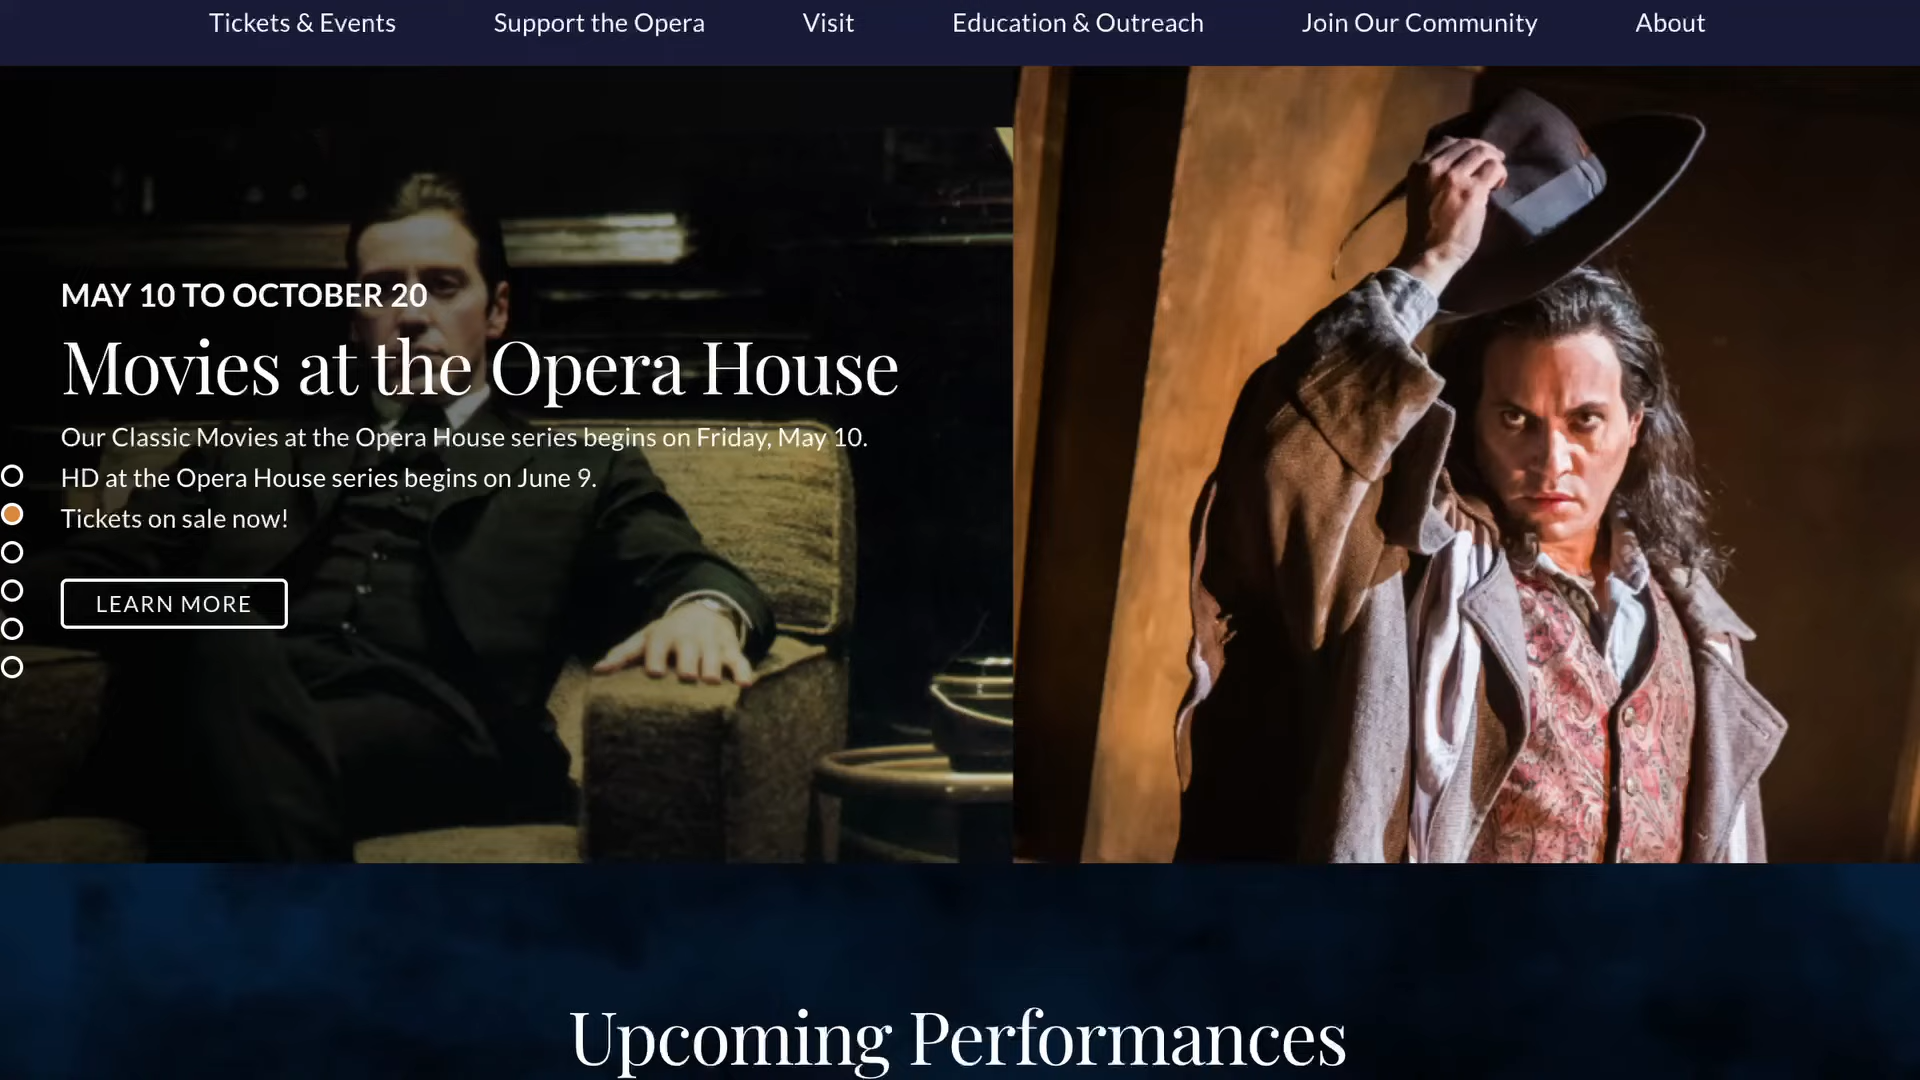 Tickets & Events
Support the Opera
Visit
Education & Outreach
Join Our Community
About
MAY 10 TO OCTOBER 20
Movies at the Opera House
Our Classic Movies at the Opera House series begins on Friday, May 10.
HD at the Opera House series begins on June 9.
Tickets on sale now!
LEARN MORE
Upcoming Performances